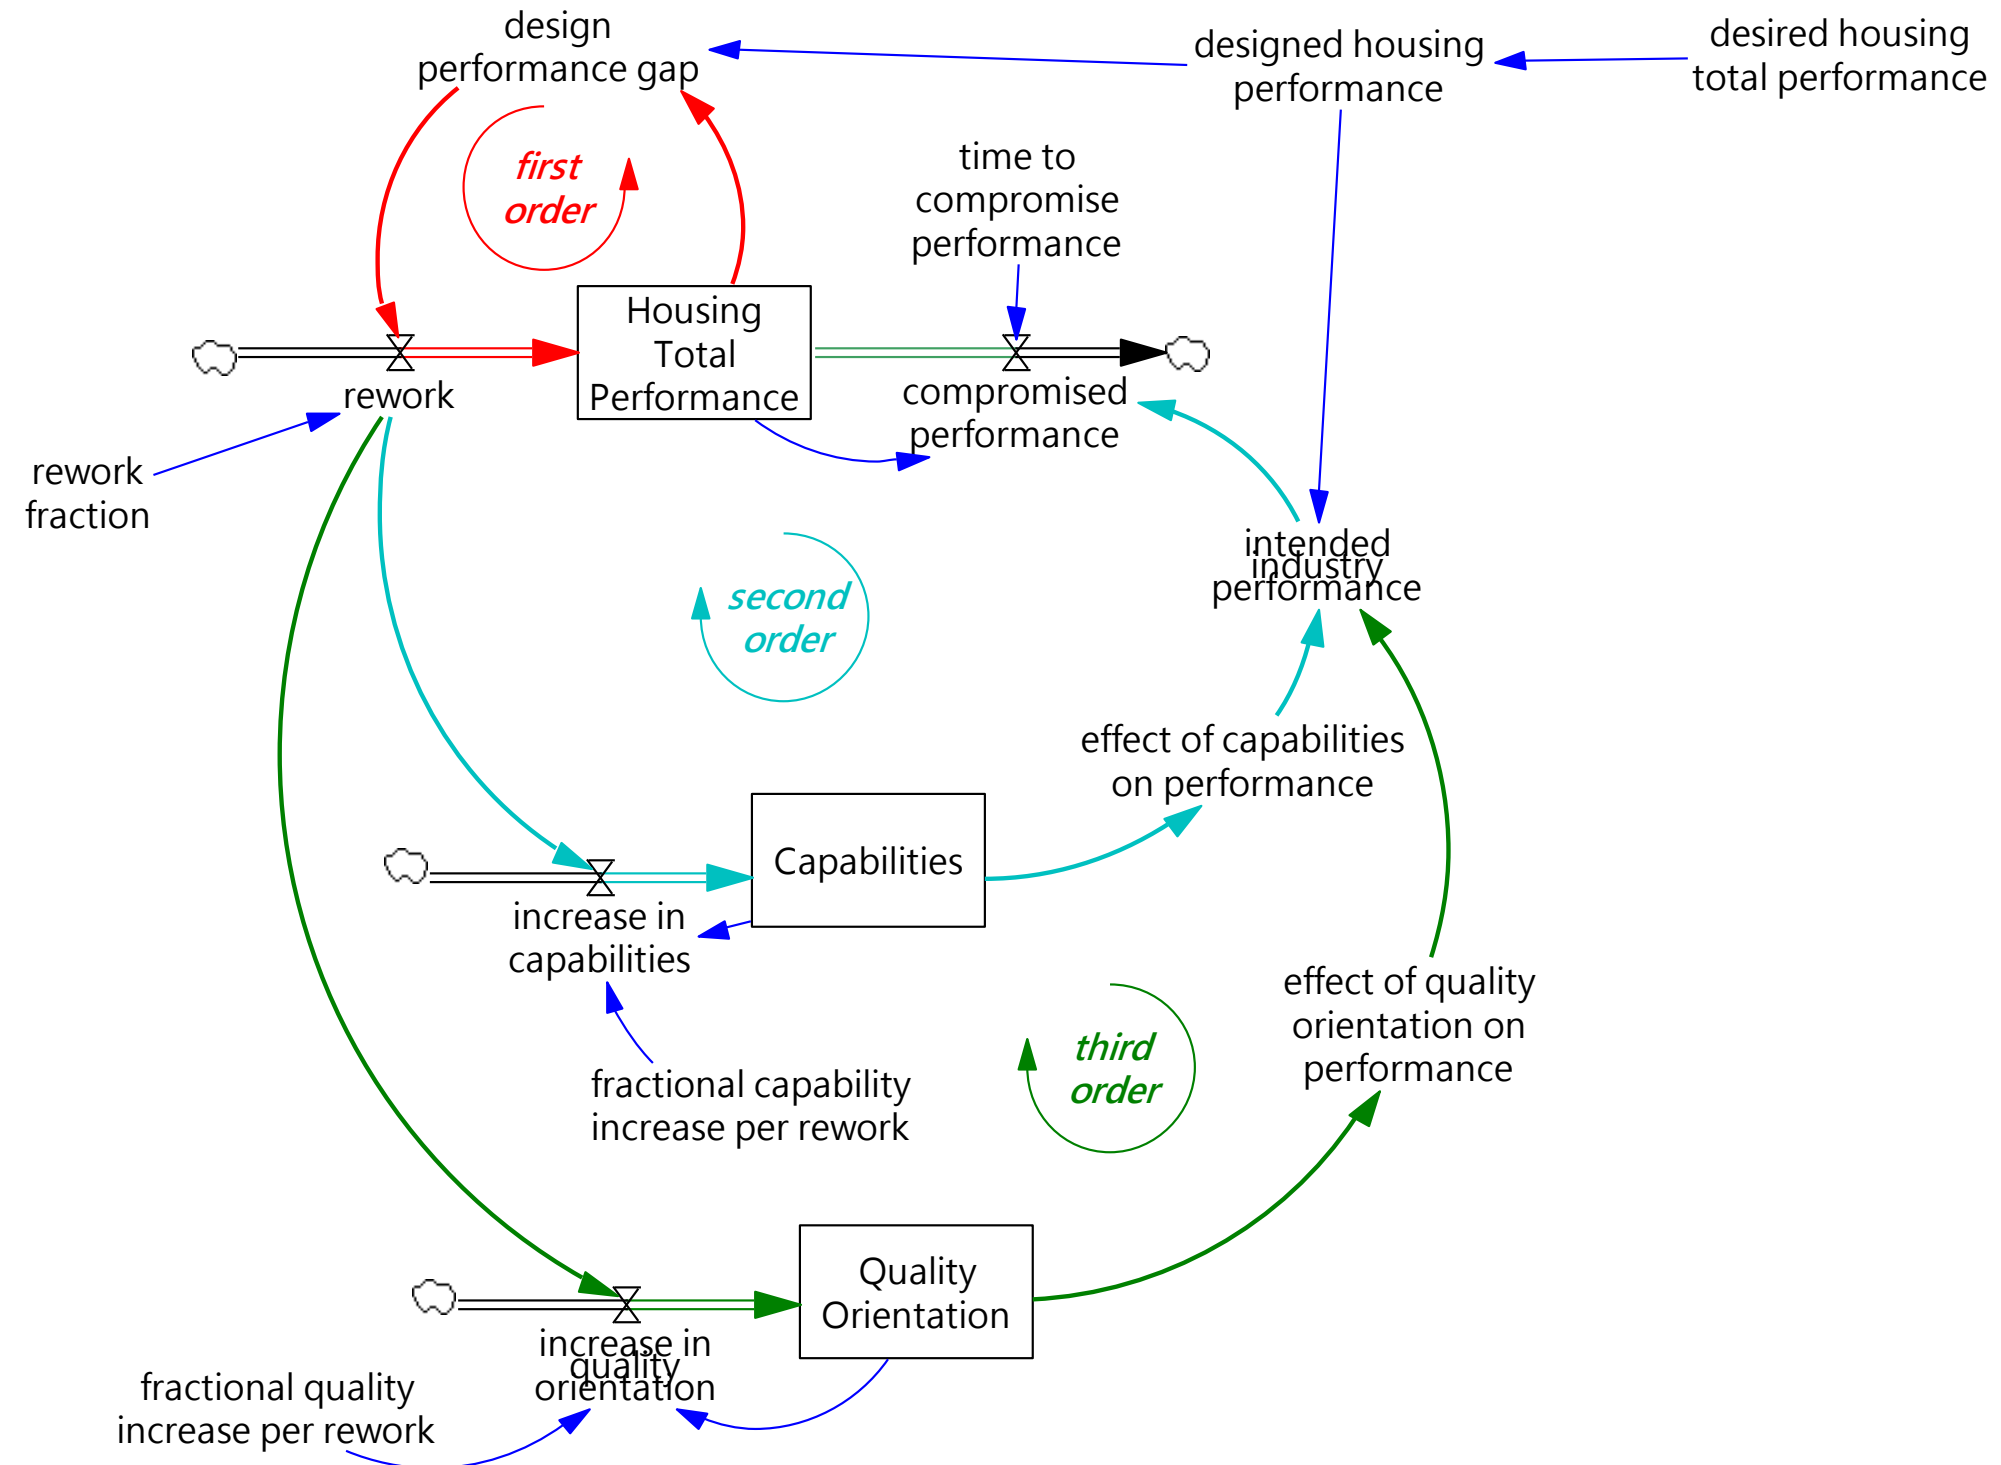 design
performance gap
designed housing
performance
desired housing
total performance
first
order
time to
compromise
performance
Housing
Total
Performance
rework
compromised
performance
rework
fraction
intended
industry
performance
second
order
effect of capabilities
on performance
Capabilities
increase in
capabilities
effect of quality
orientation on
performance
third
order
fractional capability
increase per rework
Quality
Orientation
increase in
quality
orientation
fractional quality
increase per rework